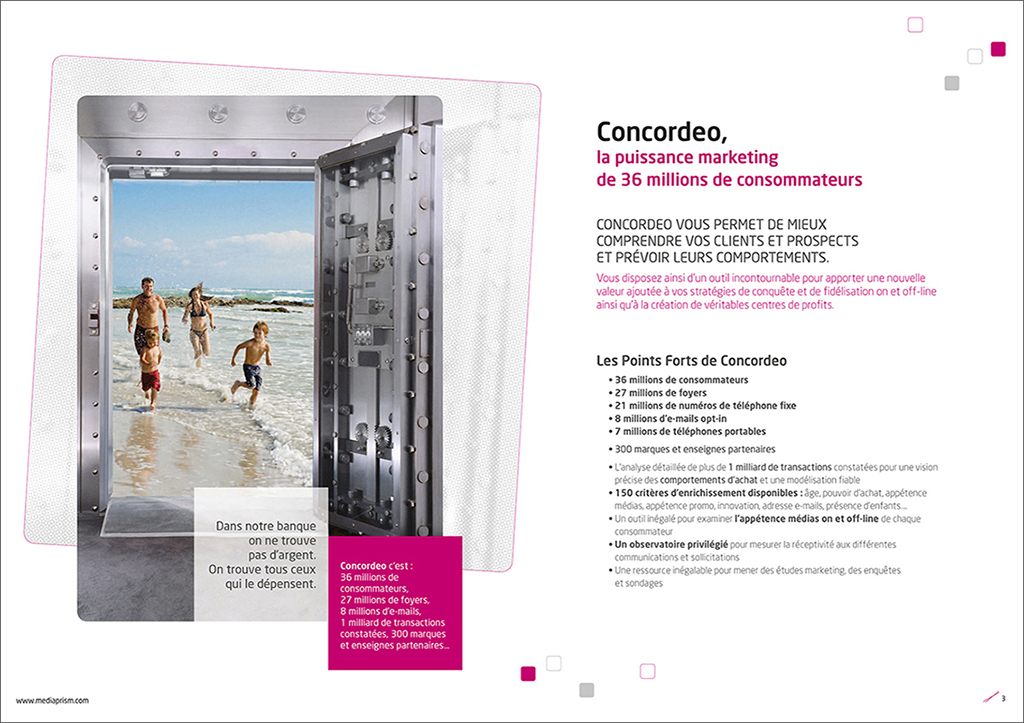 Dans notre banque
on ne trouve
pas d'argent.
On trouve tous ceux
qui le dépensent.
Concordeo c'est :
36 millions de
consommateurs,
27 millions de foyers,
8 millions d'e-mails,
1 milliard de transactions
constatées, 300 marques
et enseignes partenaires...
www.mediaprism.com
Concordeo,
la puissance marketing
de 36 millions de consommateurs
CONCORDEO VOUS PERMET DE MIEUX
COMPRENDRE VOS CLIENTS ET PROSPECTS
ET PRÉVOIR LEURS COMPORTEMENTS.
Vous disposez ainsi d'un outil incontournable pour apporter une nouvelle
valeur ajoutée à vos stratégies de conquête et de fidélisation on et off-line
ainsi qu'à la création de véritables centres de profits.
Les Points Forts de Concordeo
• 36 millions de consommateurs
• 27 millions de foyers
• 21 millions de numéros de téléphone fixe
• 8 millions d'e-mails opt-in
• 7 millions de téléphones portables
• 300 marques et enseignes partenaires
• L'analyse détaillée de plus de 1 milliard de transactions constatées pour une vision
précise des comportements d'achat et une modélisation fiable
• 150 critères d'enrichissement disponibles : âge, pouvoir d'achat, appétence
médias, appétence promo, innovation, adresse e-mails, présence d'enfants...
• Un outil inégalé pour examiner l'appétence médias on et off-line de chaque
consommateur
• Un observatoire privilégié pour mesurer la réceptivité aux différentes
communications et sollicitations
• Une ressource inégalable pour mener des études marketing, des enquêtes
et sondages
3